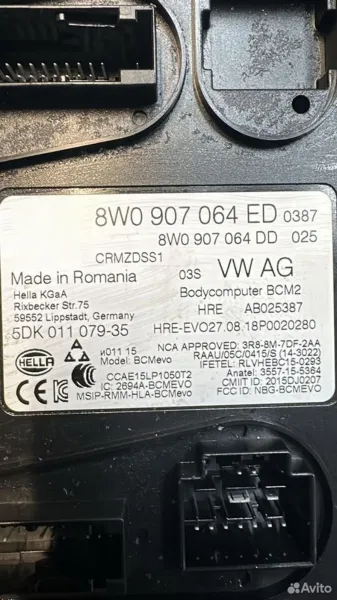 8W0 907 064 ED 0387
8W0 907 064 DD 025
CRMZDSS1
Made in Romania 03S VW AG
Hella KGaA Bodycomputer BCM2
Rixbecker Str.75
59552 Lippstadt, Germany HRE AB025387
5DK 011 079-35 HRE-EVO27.08.18P0020280
HELLA
и011 15
Model: BCMevo
CCAE15LP1050T2
IC: 2694A-BCMEVO
MSIP-RMM-HLA-BCMevo
NCA APPROVED: 3R8-8M-7DF-2AA
RAAU/05C/0415/S (14-3022)
IFETEL: RLVHEBC15-0293
Anatel: 3557-15-5364
CMIIT ID: 2015DJ0207
FCC ID: NBG-BCMEVO
Avito